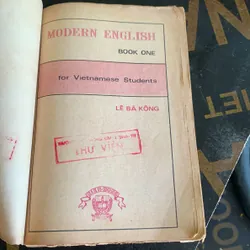 MODERN ENGLISH
BOOK ONE
for Vietnamese Students
LÊ BÁ KÔNG
THƯ VIỆN